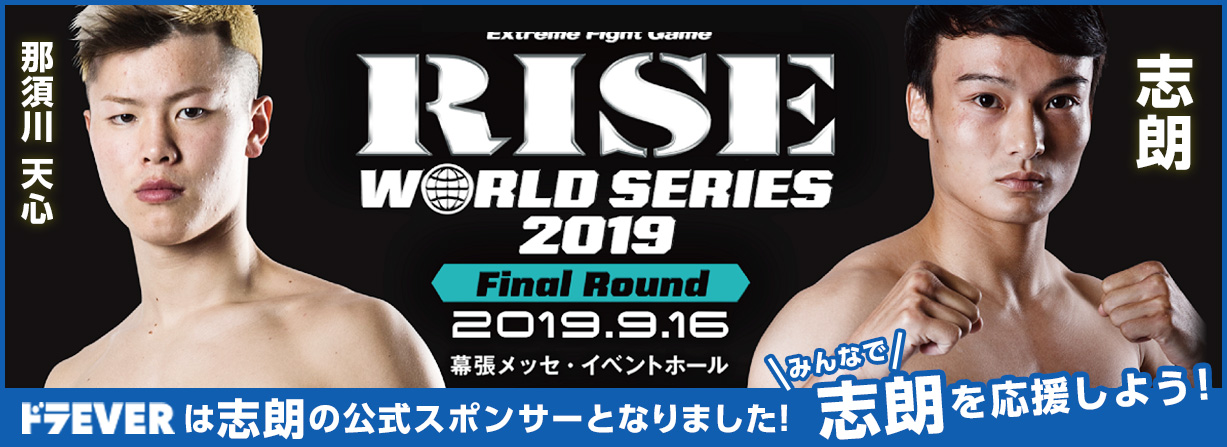 Extreme Fight Game
RISE
WORLD SERIES
2019
Final Round
2019.9.16
幕張メッセ・イベントホール
那須川 天心
志朗
ドラEVERは志朗の公式スポンサーとなりました!
みんなで
志朗を応援しよう!